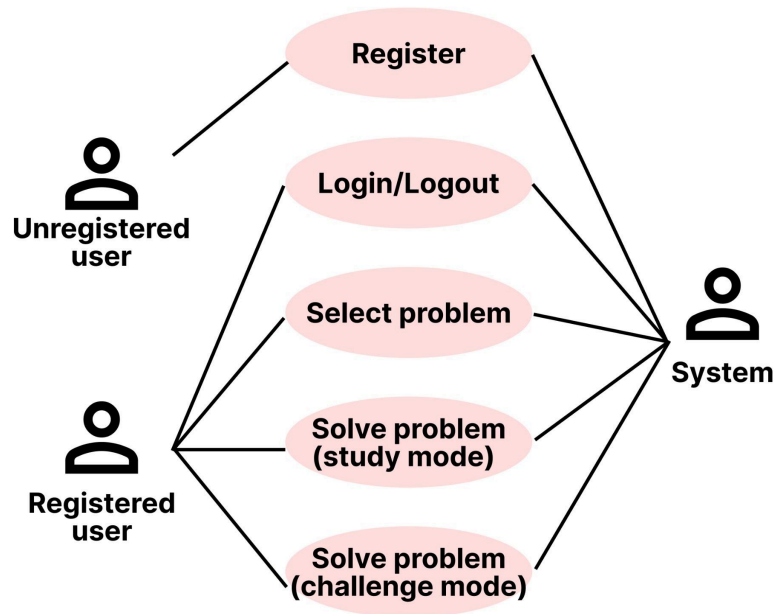 Register
Login/Logout
Unregistered
user
Select problem
System
Solve problem
(study mode)
Registered
user
Solve problem
(challenge mode)